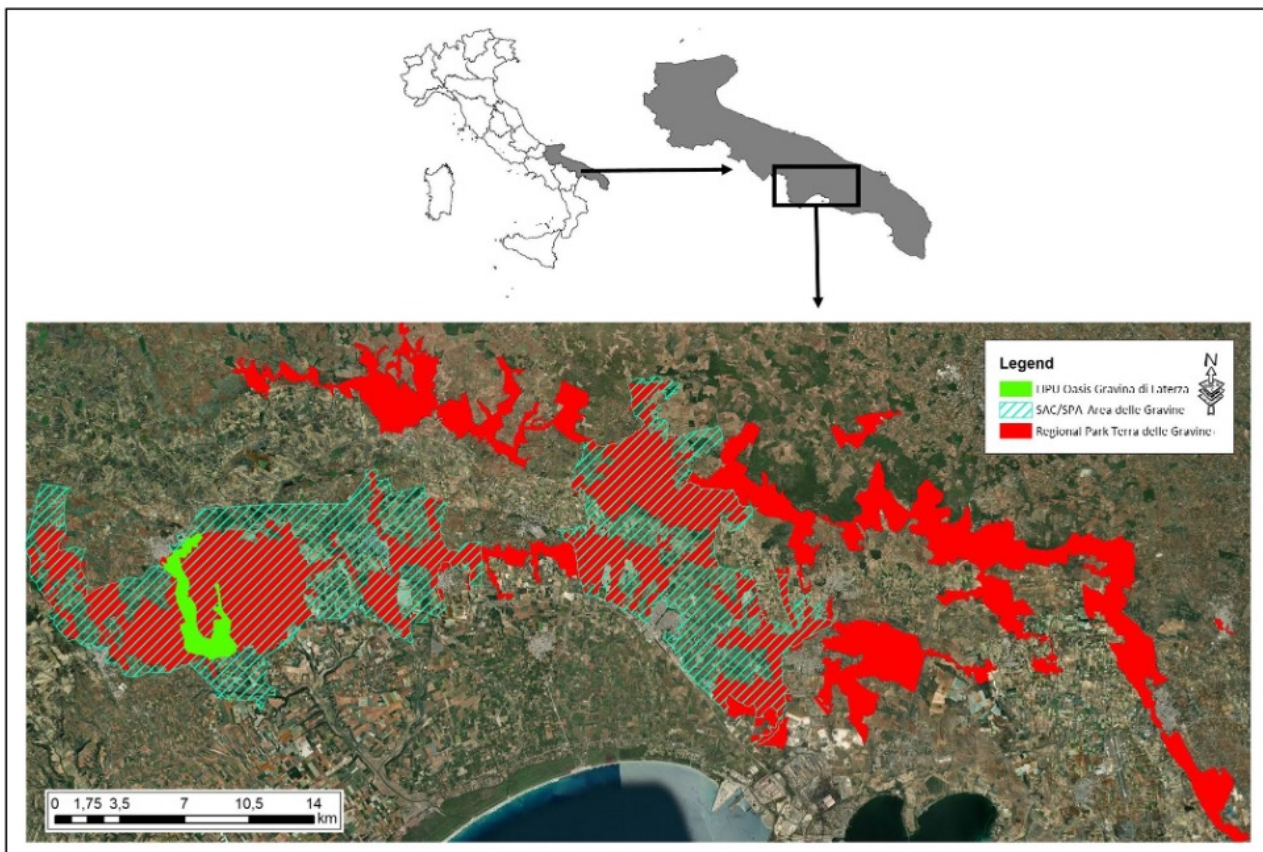 Legend
N
LIPU Oasis Gravina di Laterza
SAC/SPA Area delle Gravine
Regional Park Terra delle Gravine
0 1,75 3,5 7 10,5 14
km